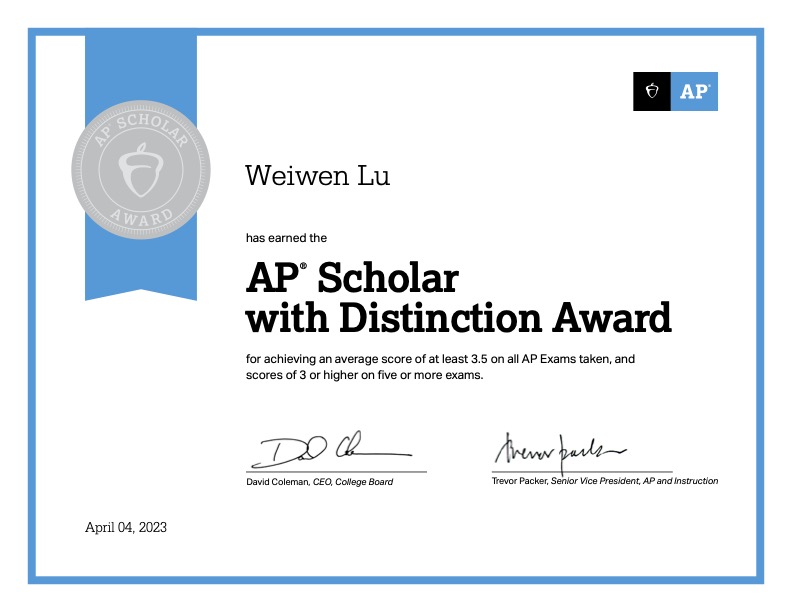 AP SCHOLAR
AWARD
AP®
Weiwen Lu
has earned the
AP® Scholar
with Distinction Award
for achieving an average score of at least 3.5 on all AP Exams taken, and
scores of 3 or higher on five or more exams.
David Coleman, CEO, College Board
Trevor Packer
Trevor Packer, Senior Vice President, AP and Instruction
April 04, 2023